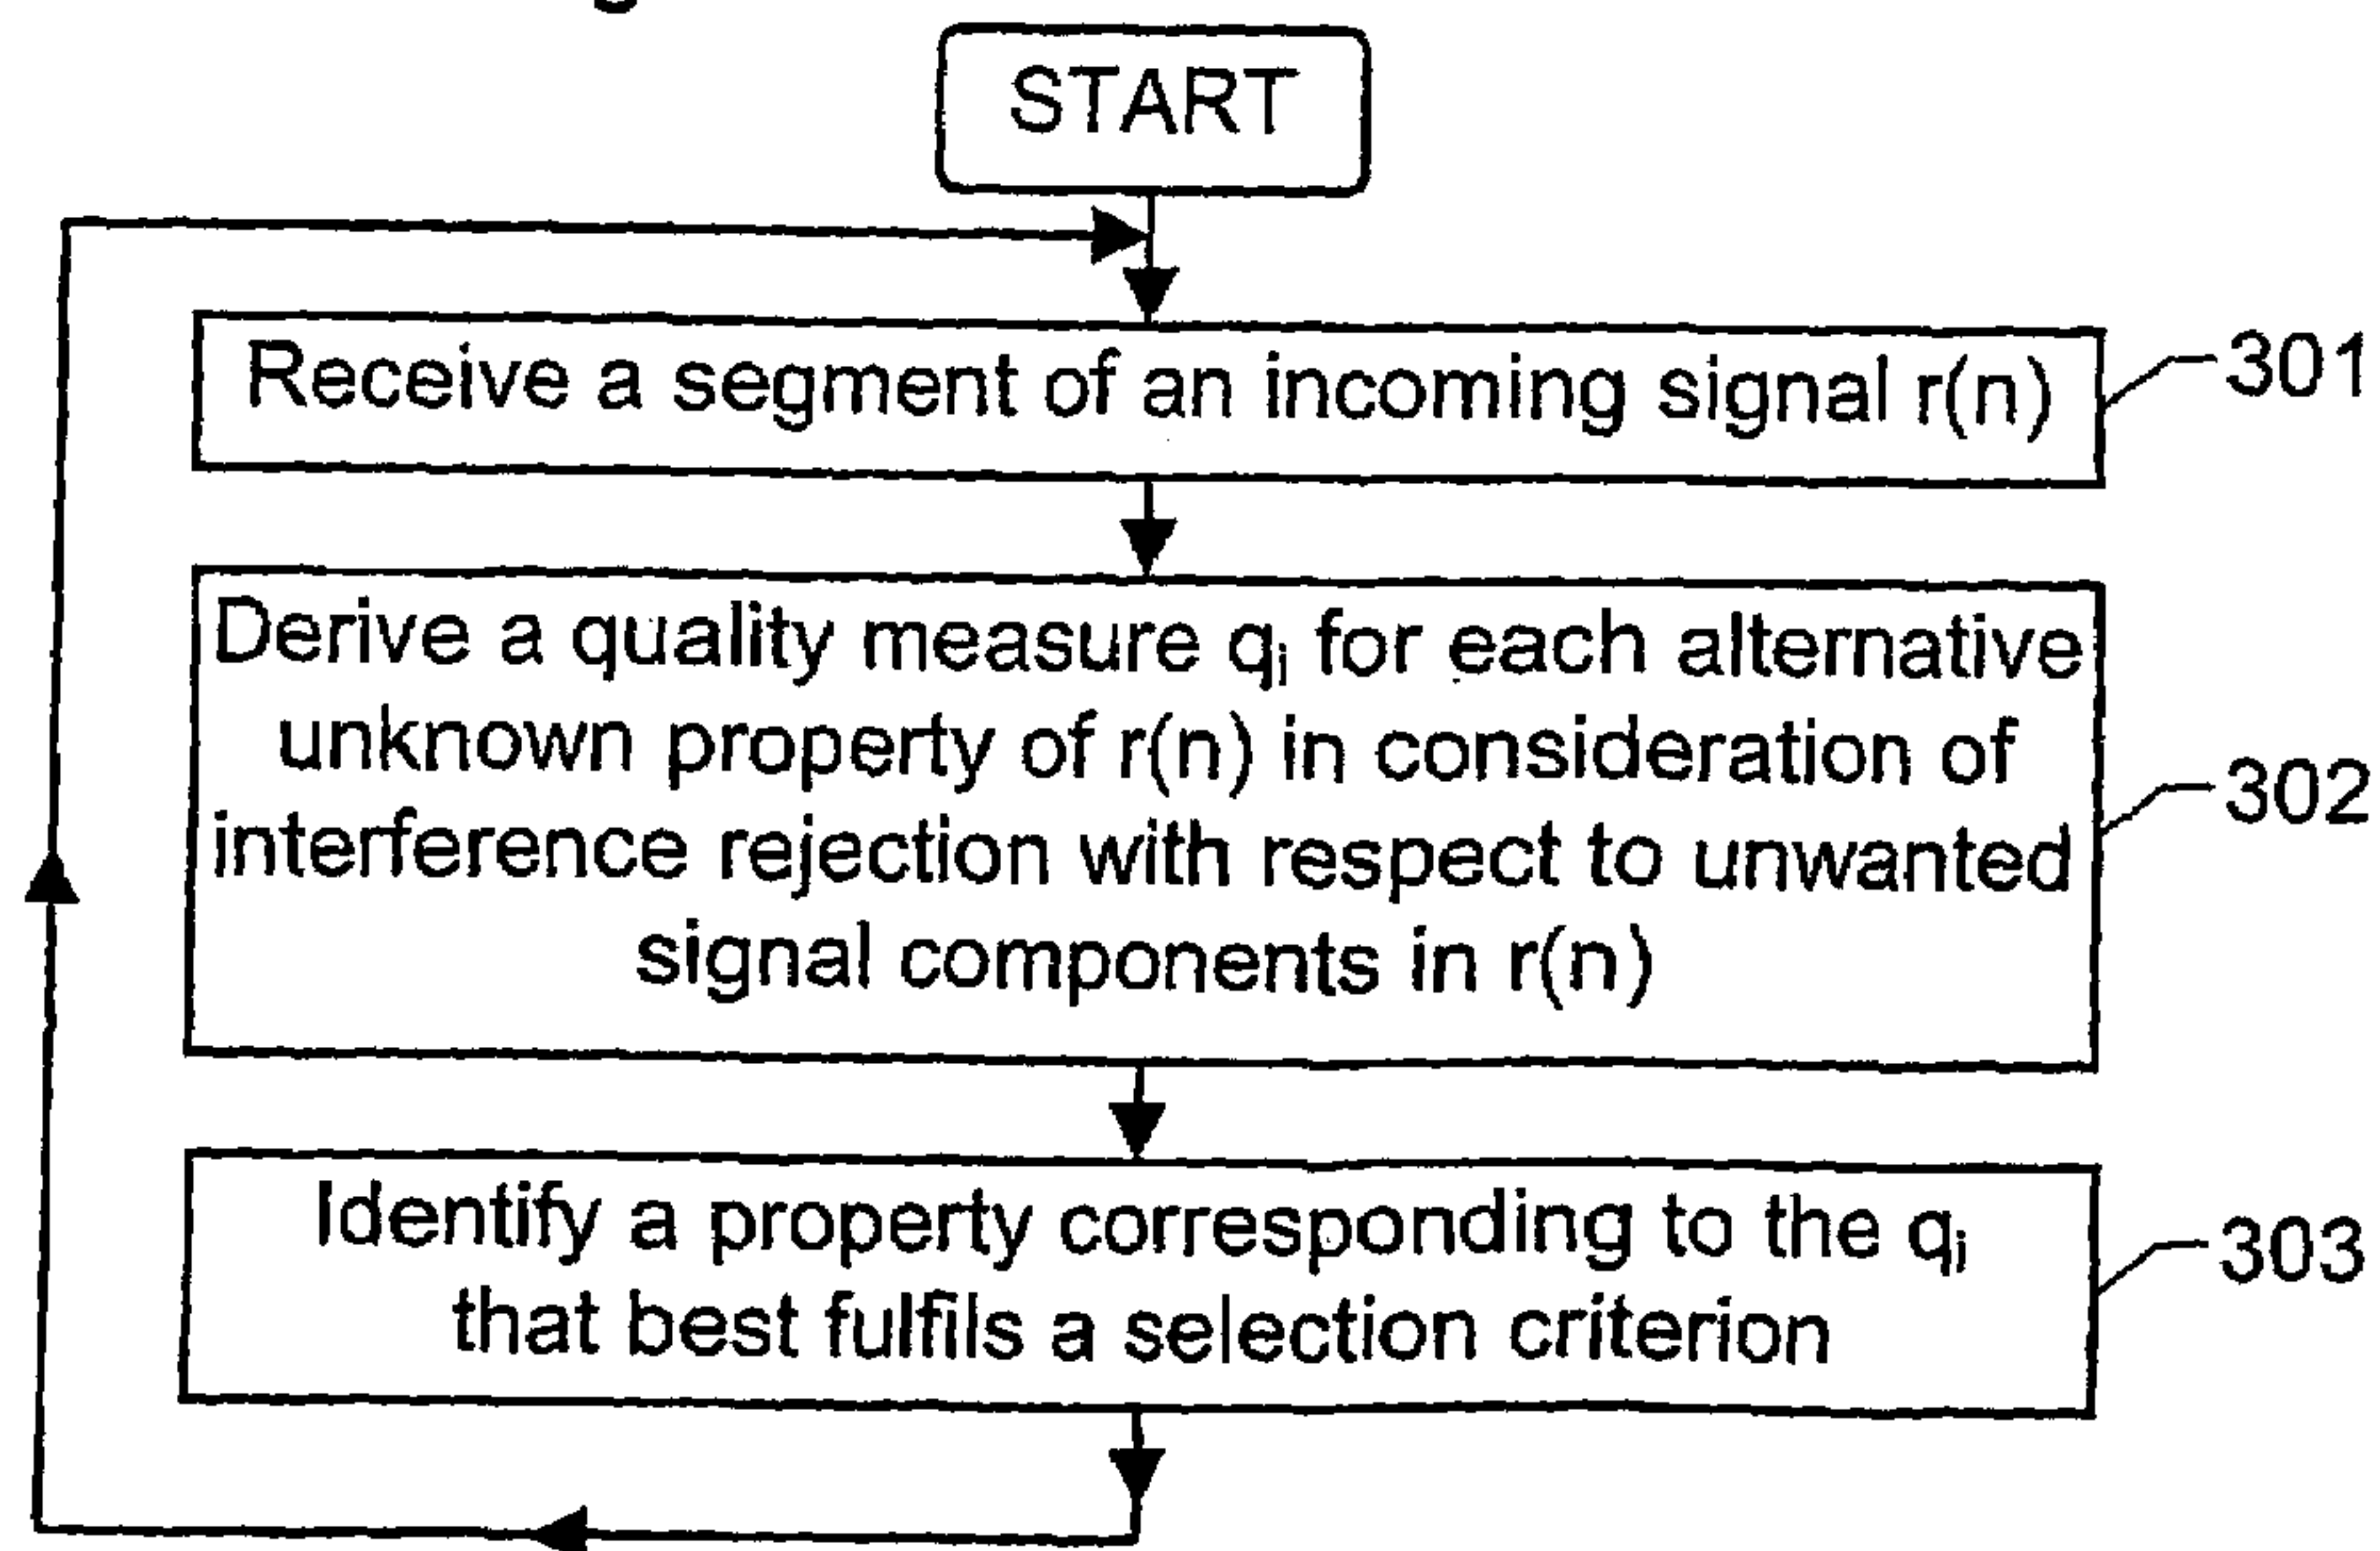 START
Receive a segment of an incoming signal r(n)
301
Derive a quality measure qᵢ for each alternative
unknown property of r(n) in consideration of
interference rejection with respect to unwanted
signal components in r(n)
302
Identify a property corresponding to the qᵢ
that best fulfils a selection criterion
303